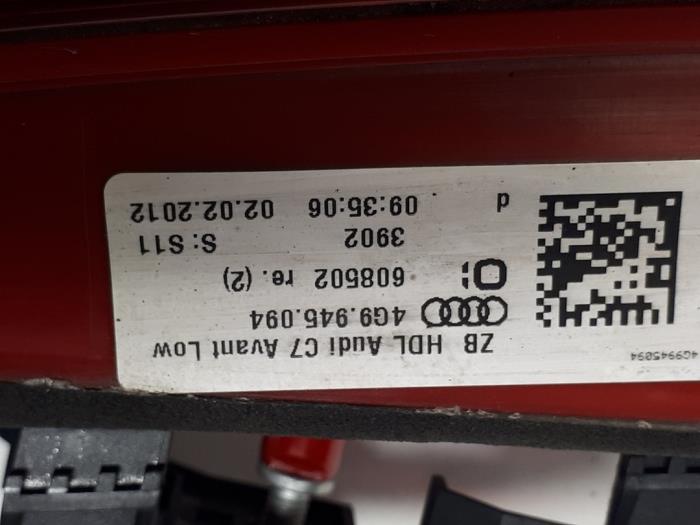 ZB HDL Audi C7 Avant Low
4G9.945.094
608502 re. (2)
3902 S: S11
d 09:35:06 02.02.2012
4G9945094